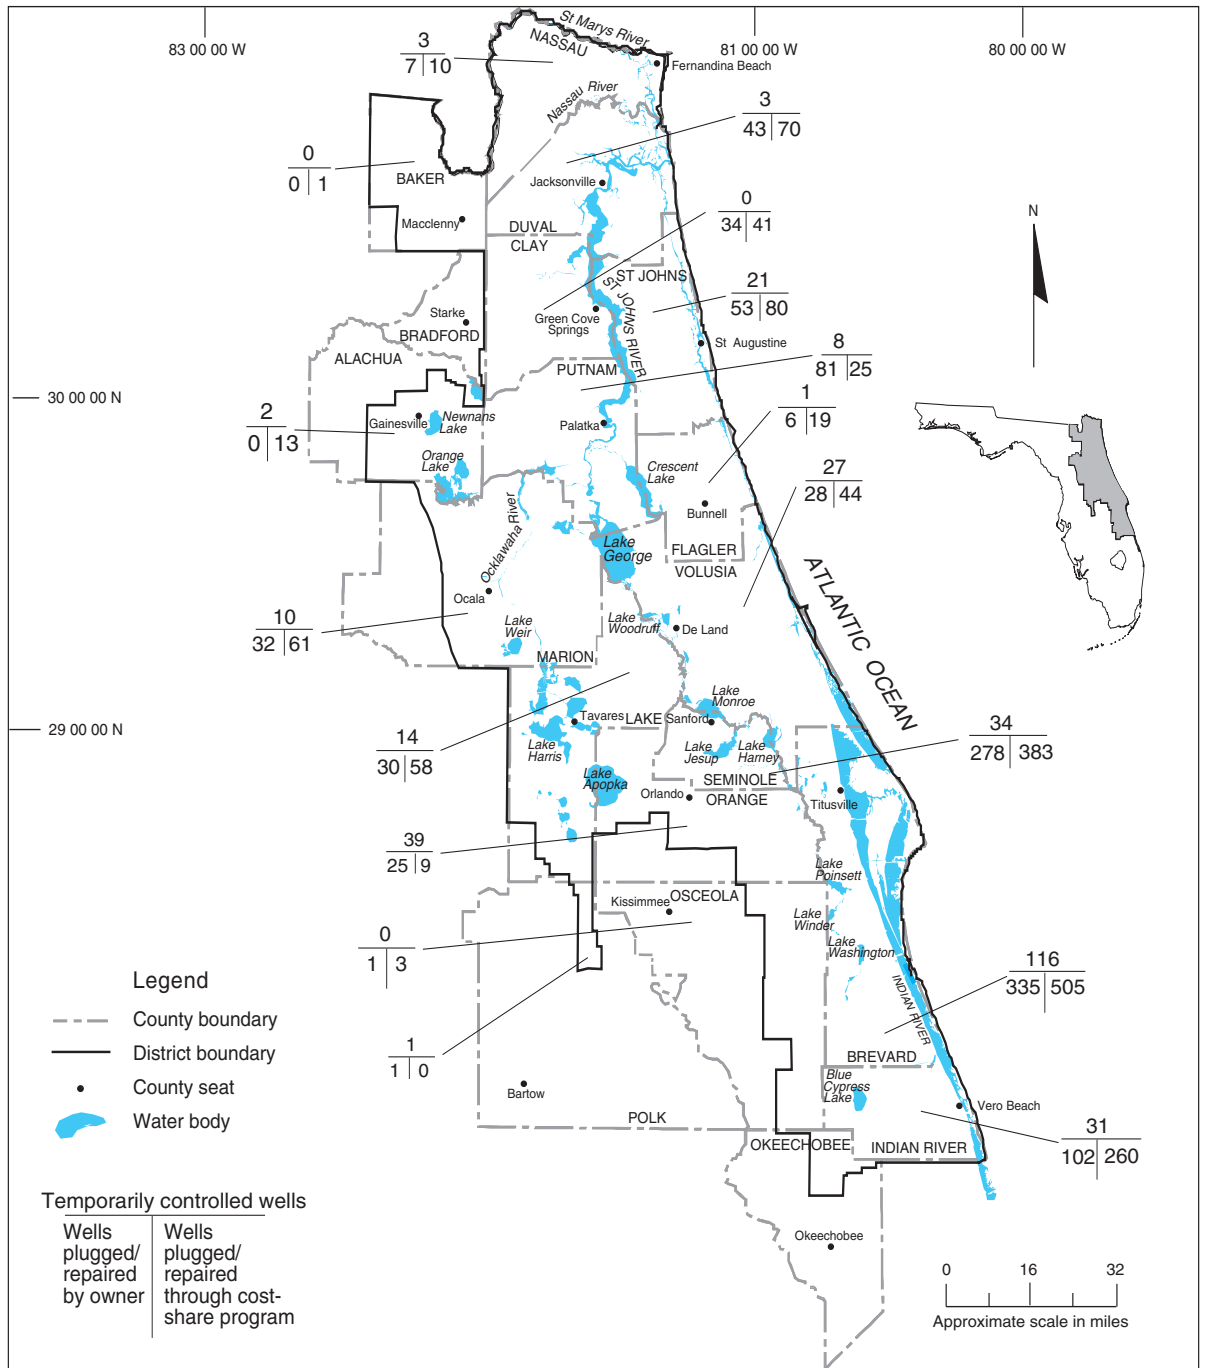 83 00 00 W
81 00 00 W
80 00 00 W
St Marys River
NASSAU
3
7 10
Fernandina Beach
Nassau River
3
43 70
0
0 1
BAKER
Jacksonville
Macclenny
0
34 41
DUVAL
CLAY
N
ST JOHNS
21
53 80
ST JOHNS RIVER
Starke
BRADFORD
Green Cove
Springs
St Augustine
ALACHUA
8
81 25
PUTNAM
30 00 00 N
1
6 19
2
0 13
Gainesville
Newnans
Lake
Palatka
Orange
Lake
Crescent
Lake
27
28 44
Bunnell
Ocklawaha River
Lake
George
FLAGLER
VOLUSIA
ATLANTIC OCEAN
Ocala
10
32 61
Lake
Weir
Lake
Woodruff
De Land
MARION
Lake
Monroe
29 00 00 N
Tavares
LAKE
Sanford
14
30 58
Lake
Harris
Lake
Jesup
Lake
Harney
34
278 383
Lake
Apopka
SEMINOLE
Orlando
ORANGE
Titusville
39
25 9
Lake
Poinsett
OSCEOLA
Kissimmee
Lake
Winder
0
1 3
Lake
Washington
INDIAN RIVER
116
335 505
Legend
County boundary
District boundary
County seat
Water body
1
1 0
BREVARD
Bartow
Blue
Cypress
Lake
Vero Beach
POLK
OKEECHOBEE
INDIAN RIVER
31
102 260
Temporarily controlled wells
Wells
plugged/
repaired
by owner
Wells
plugged/
repaired
through cost-
share program
Okeechobee
0 16 32
Approximate scale in miles